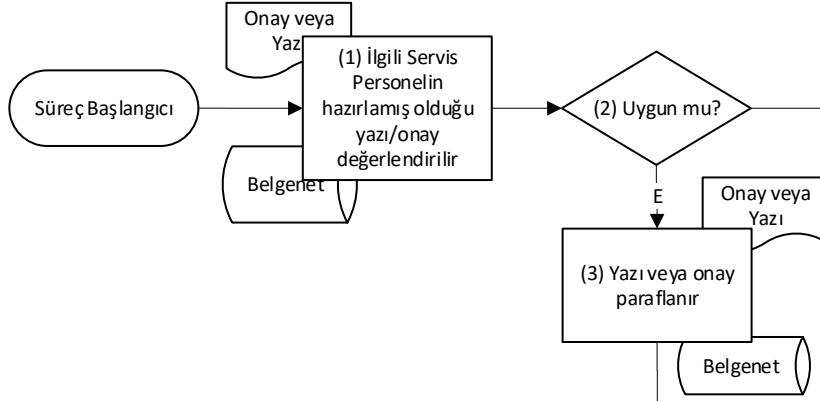 Onay veya
Yazı
(1) İlgili Servis
Personelin
hazırlamış olduğu
yazı/onay
değerlendirilir
Süreç Başlangıcı
(2) Uygun mu?
Belgenet
E
Onay veya
Yazı
(3) Yazı veya onay
paraflanır
Belgenet